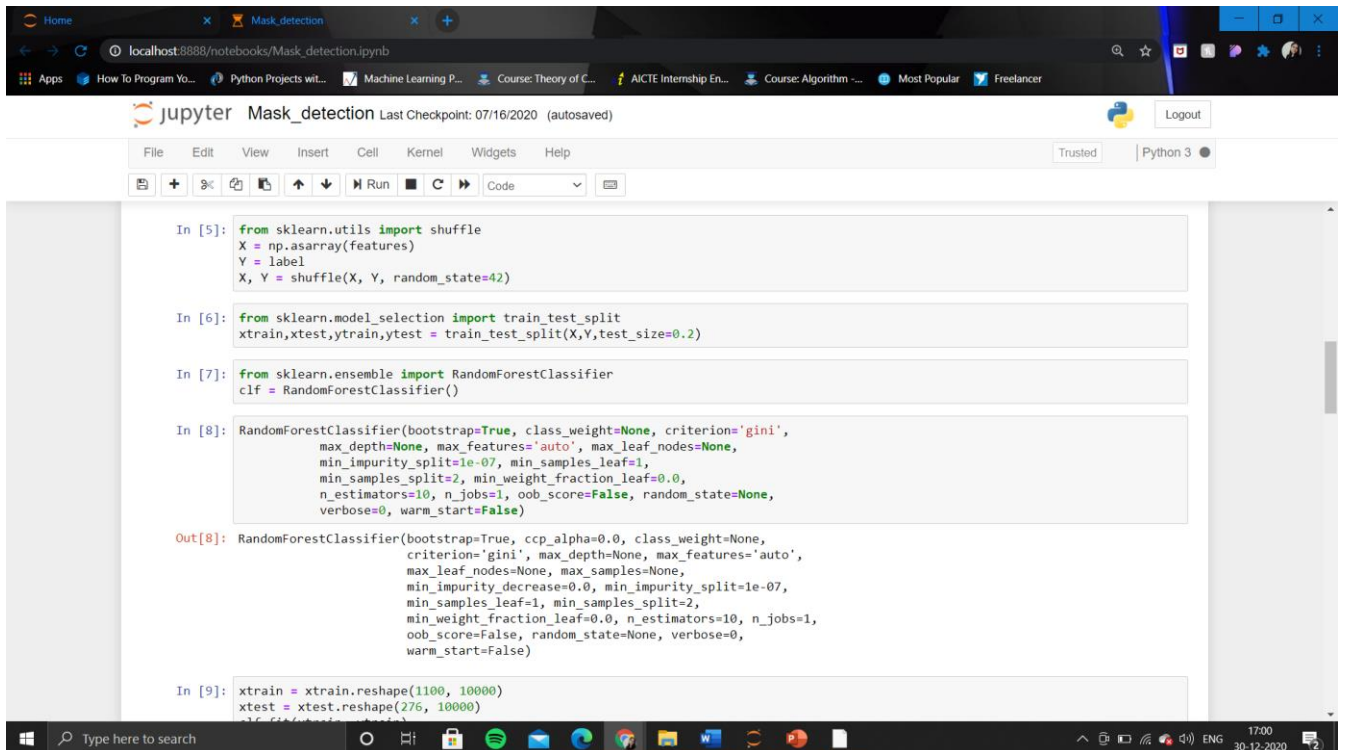 Home
Mask_detection
localhost:8888/notebooks/Mask_detection.ipynb
Apps How To Program Yo... Python Projects wit... Machine Learning P... Course: Theory of C... AICTE Internship En... Course: Algorithm -... Most Popular Freelancer
jupyter Mask_detection Last Checkpoint: 07/16/2020 (autosaved)
Logout
File Edit View Insert Cell Kernel Widgets Help Trusted Python 3
Run Code
In [5]: from sklearn.utils import shuffle
X = np.asarray(features)
Y = label
X, Y = shuffle(X, Y, random_state=42)
In [6]: from sklearn.model_selection import train_test_split
xtrain,xtest,ytrain,ytest = train_test_split(X,Y,test_size=0.2)
In [7]: from sklearn.ensemble import RandomForestClassifier
clf = RandomForestClassifier()
In [8]: RandomForestClassifier(bootstrap=True, class_weight=None, criterion='gini',
max_depth=None, max_features='auto', max_leaf_nodes=None,
min_impurity_split=1e-07, min_samples_leaf=1,
min_samples_split=2, min_weight_fraction_leaf=0.0,
n_estimators=10, n_jobs=1, oob_score=False, random_state=None,
verbose=0, warm_start=False)
Out[8]: RandomForestClassifier(bootstrap=True, ccp_alpha=0.0, class_weight=None,
criterion='gini', max_depth=None, max_features='auto',
max_leaf_nodes=None, max_samples=None,
min_impurity_decrease=0.0, min_impurity_split=1e-07,
min_samples_leaf=1, min_samples_split=2,
min_weight_fraction_leaf=0.0, n_estimators=10, n_jobs=1,
oob_score=False, random_state=None, verbose=0,
warm_start=False)
In [9]: xtrain = xtrain.reshape(1100, 10000)
xtest = xtest.reshape(276, 10000)
Type here to search
ENG
17:00
30-12-2020